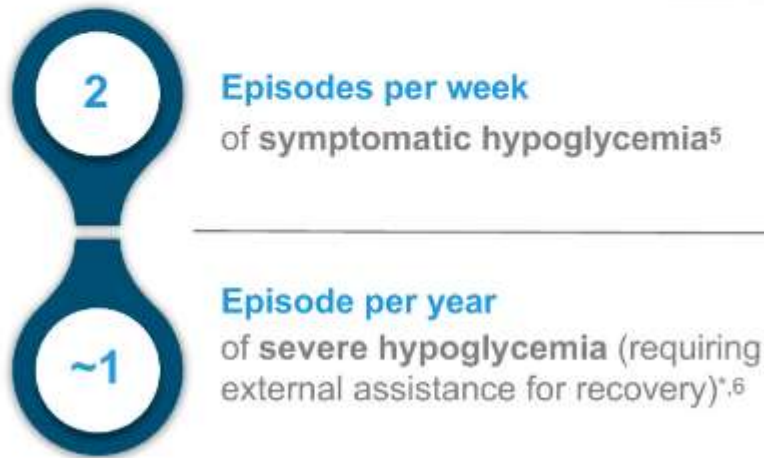 2
Episodes per week
of symptomatic hypoglycemia⁵
~1
Episode per year
of severe hypoglycemia (requiring
external assistance for recovery)*,⁶